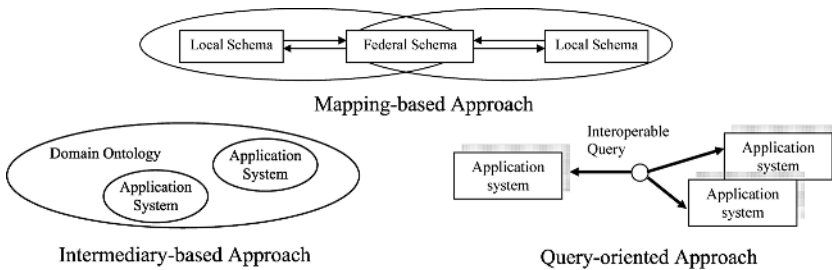 Local Schema
Federal Schema
Local Schema
Mapping-based Approach
Domain Ontology
Application
System
Application
System
Intermediary-based Approach
Interoperable
Query
Application
system
Application
system
Application
system
Query-oriented Approach